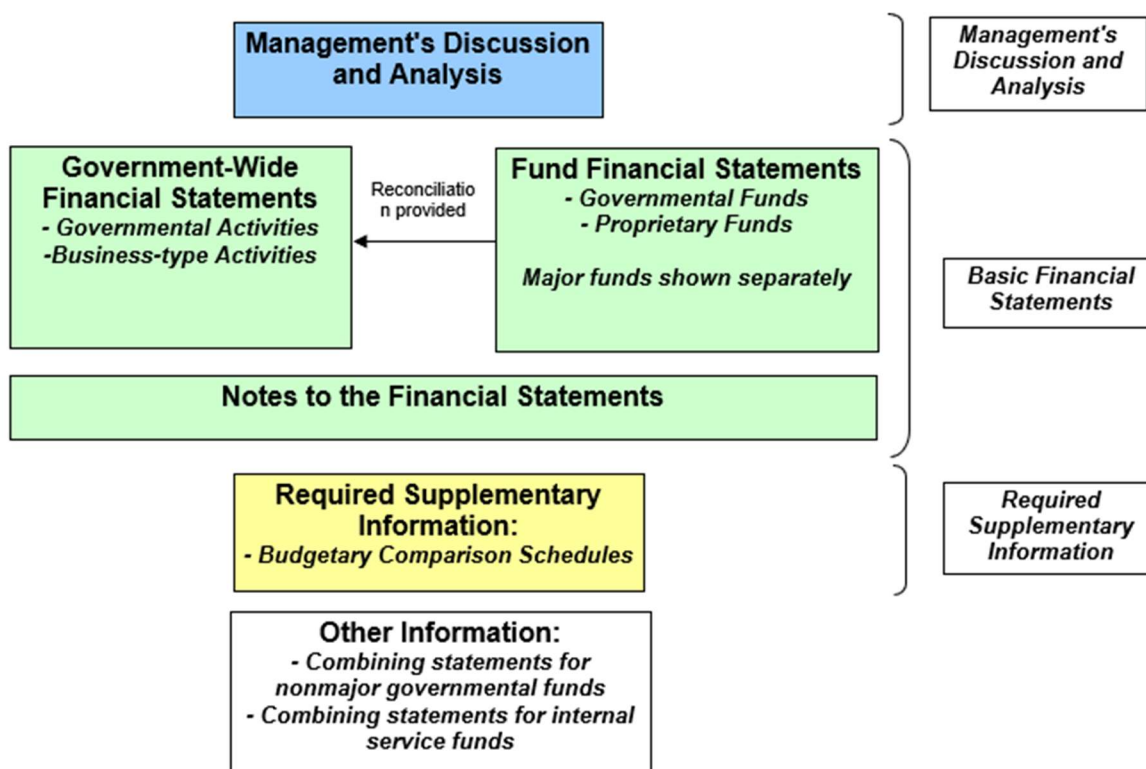 Management's Discussion
and Analysis
Management's
Discussion and
Analysis
Government-Wide
Financial Statements
- Governmental Activities
-Business-type Activities
Reconciliatio
n provided
Fund Financial Statements
- Governmental Funds
- Proprietary Funds
Major funds shown separately
Basic Financial
Statements
Notes to the Financial Statements
Required Supplementary
Information:
- Budgetary Comparison Schedules
Required
Supplementary
Information
Other Information:
- Combining statements for
nonmajor governmental funds
- Combining statements for internal
service funds